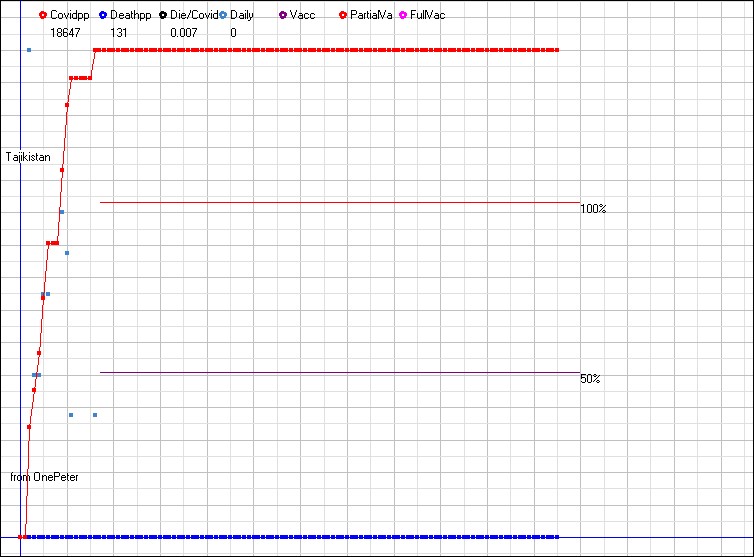 Covidpp Deathpp Die/Covid Daily Vacc PartialVa FullVac
18647 131 0.007 0
Tajikistan
100%
50%
from OnePeter